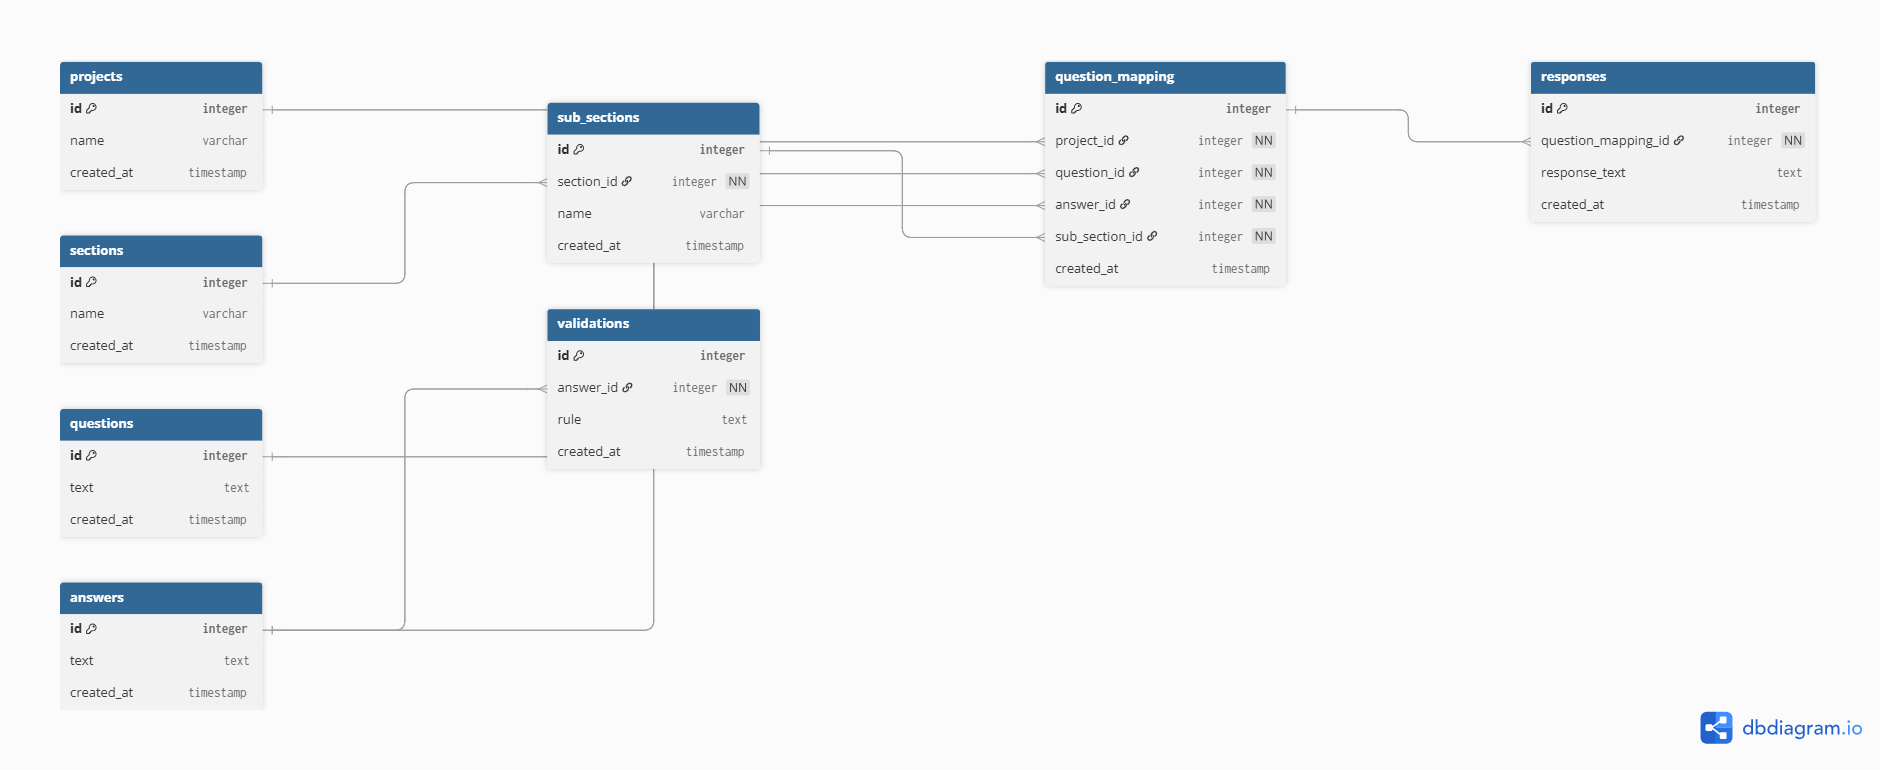 projects
id integer
name varchar
created_at timestamp
sections
id integer
name varchar
created_at timestamp
questions
id integer
text text
created_at timestamp
answers
id integer
text text
created_at timestamp
sub_sections
id integer
section_id integer NN
name varchar
created_at timestamp
validations
id integer
answer_id integer NN
rule text
created_at timestamp
question_mapping
id integer
project_id integer NN
question_id integer NN
answer_id integer NN
sub_section_id integer NN
created_at timestamp
responses
id integer
question_mapping_id integer NN
response_text text
created_at timestamp
dbdiagram.io